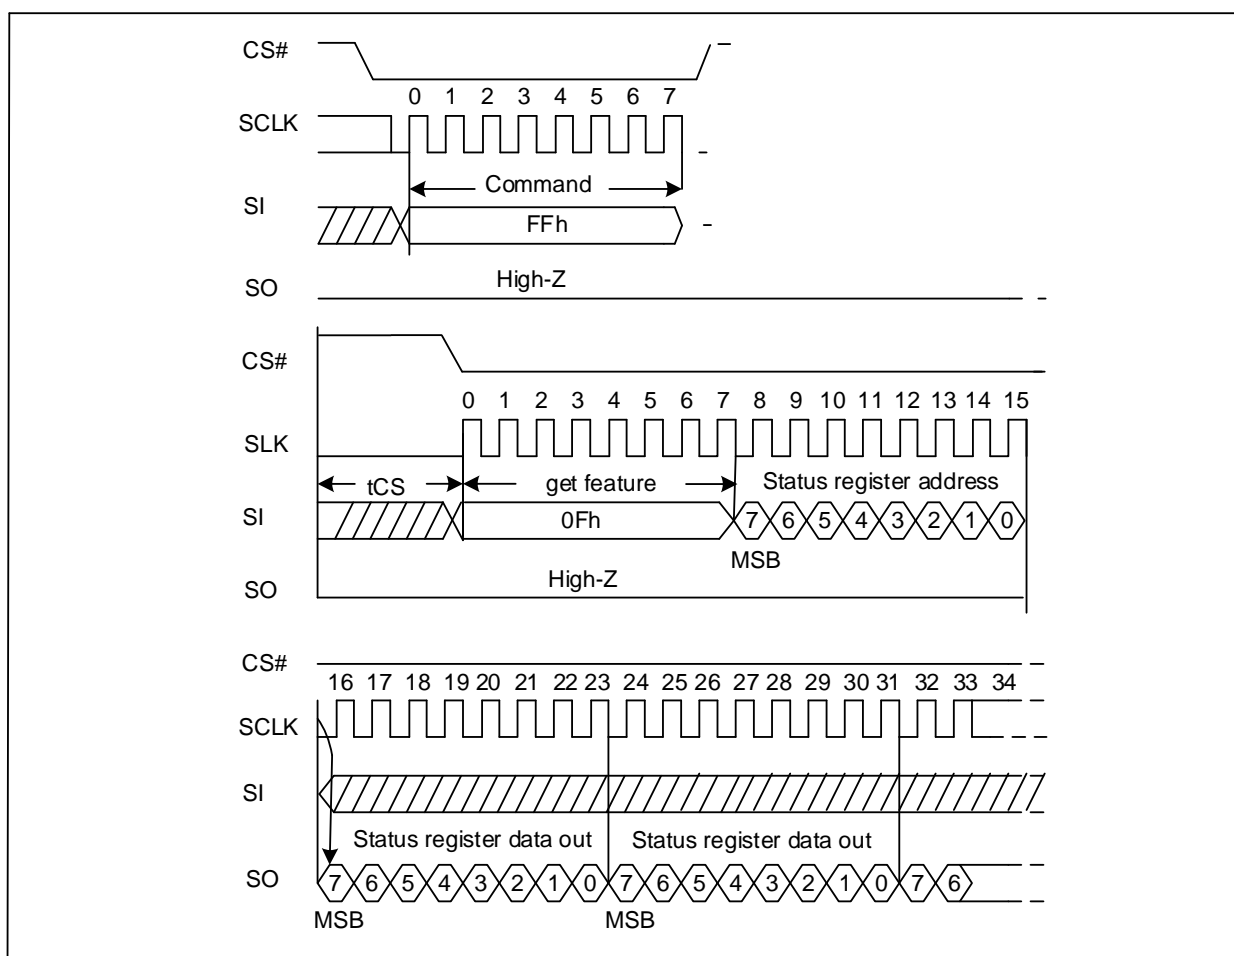 CS#
0 1 2 3 4 5 6 7
SCLK
Command
SI
FFh
High-Z
SO
CS#
0 1 2 3 4 5 6 7 8 9 10 11 12 13 14 15
SLK
tCS get feature Status register address
SI
0Fh 7 6 5 4 3 2 1 0
MSB
High-Z
SO
CS#
16 17 18 19 20 21 22 23 24 25 26 27 28 29 30 31 32 33 34
SCLK
SI
Status register data out Status register data out
SO 7 6 5 4 3 2 1 0 7 6 5 4 3 2 1 0 7 6
MSB MSB